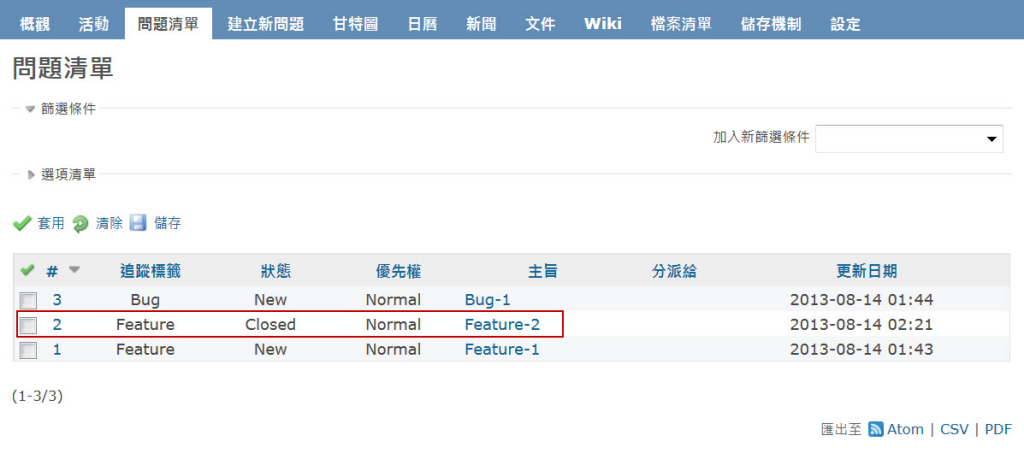 概觀 活動 問題清單 建立新問題 甘特圖 日曆 新聞 文件 Wiki 檔案清單 儲存機制 設定
問題清單
篩選條件
加入新篩選條件
選項清單
套用 清除 儲存
# 追蹤標籤 狀態 優先權 主旨 分派給 更新日期
3 Bug New Normal Bug-1 2013-08-14 01:44
2 Feature Closed Normal Feature-2 2013-08-14 02:21
1 Feature New Normal Feature-1 2013-08-14 01:43
(1-3/3)
匯出至 Atom | CSV | PDF